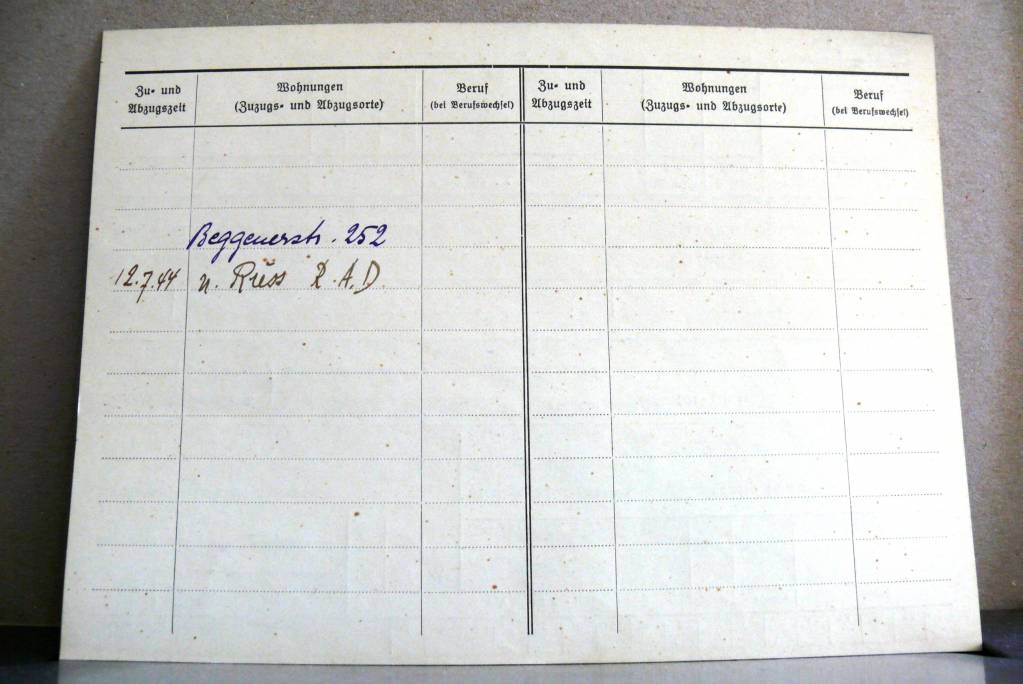 Zu- und Abzugszeit
Wohnungen
(Zuzugs- und Abzugsorte)
Beruf
(bei Berufswechsel)
Zu- und Abzugszeit
Wohnungen
(Zuzugs- und Abzugsorte)
Beruf
(bei Berufswechsel)
Beggenerstr. 252
12.7.44 n. Russ R.A.D.